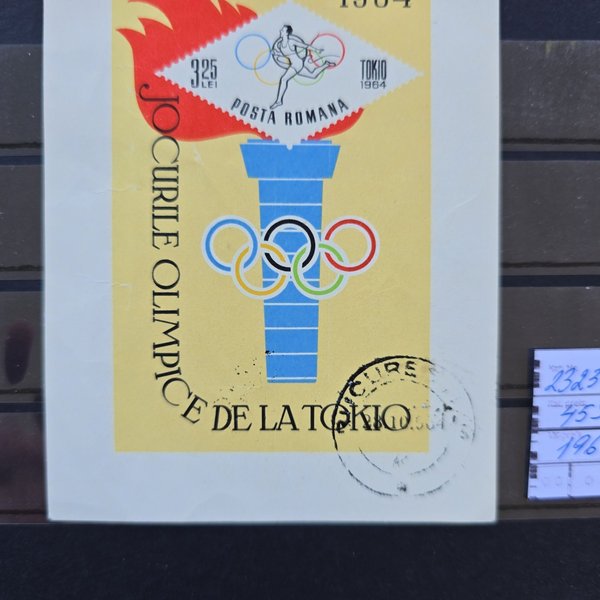 1964
3 25 LEI
TOKIO 1964
POSTA ROMANA
JOCURILE OLIMPICE DE LA TOKIO
2323
45-
196